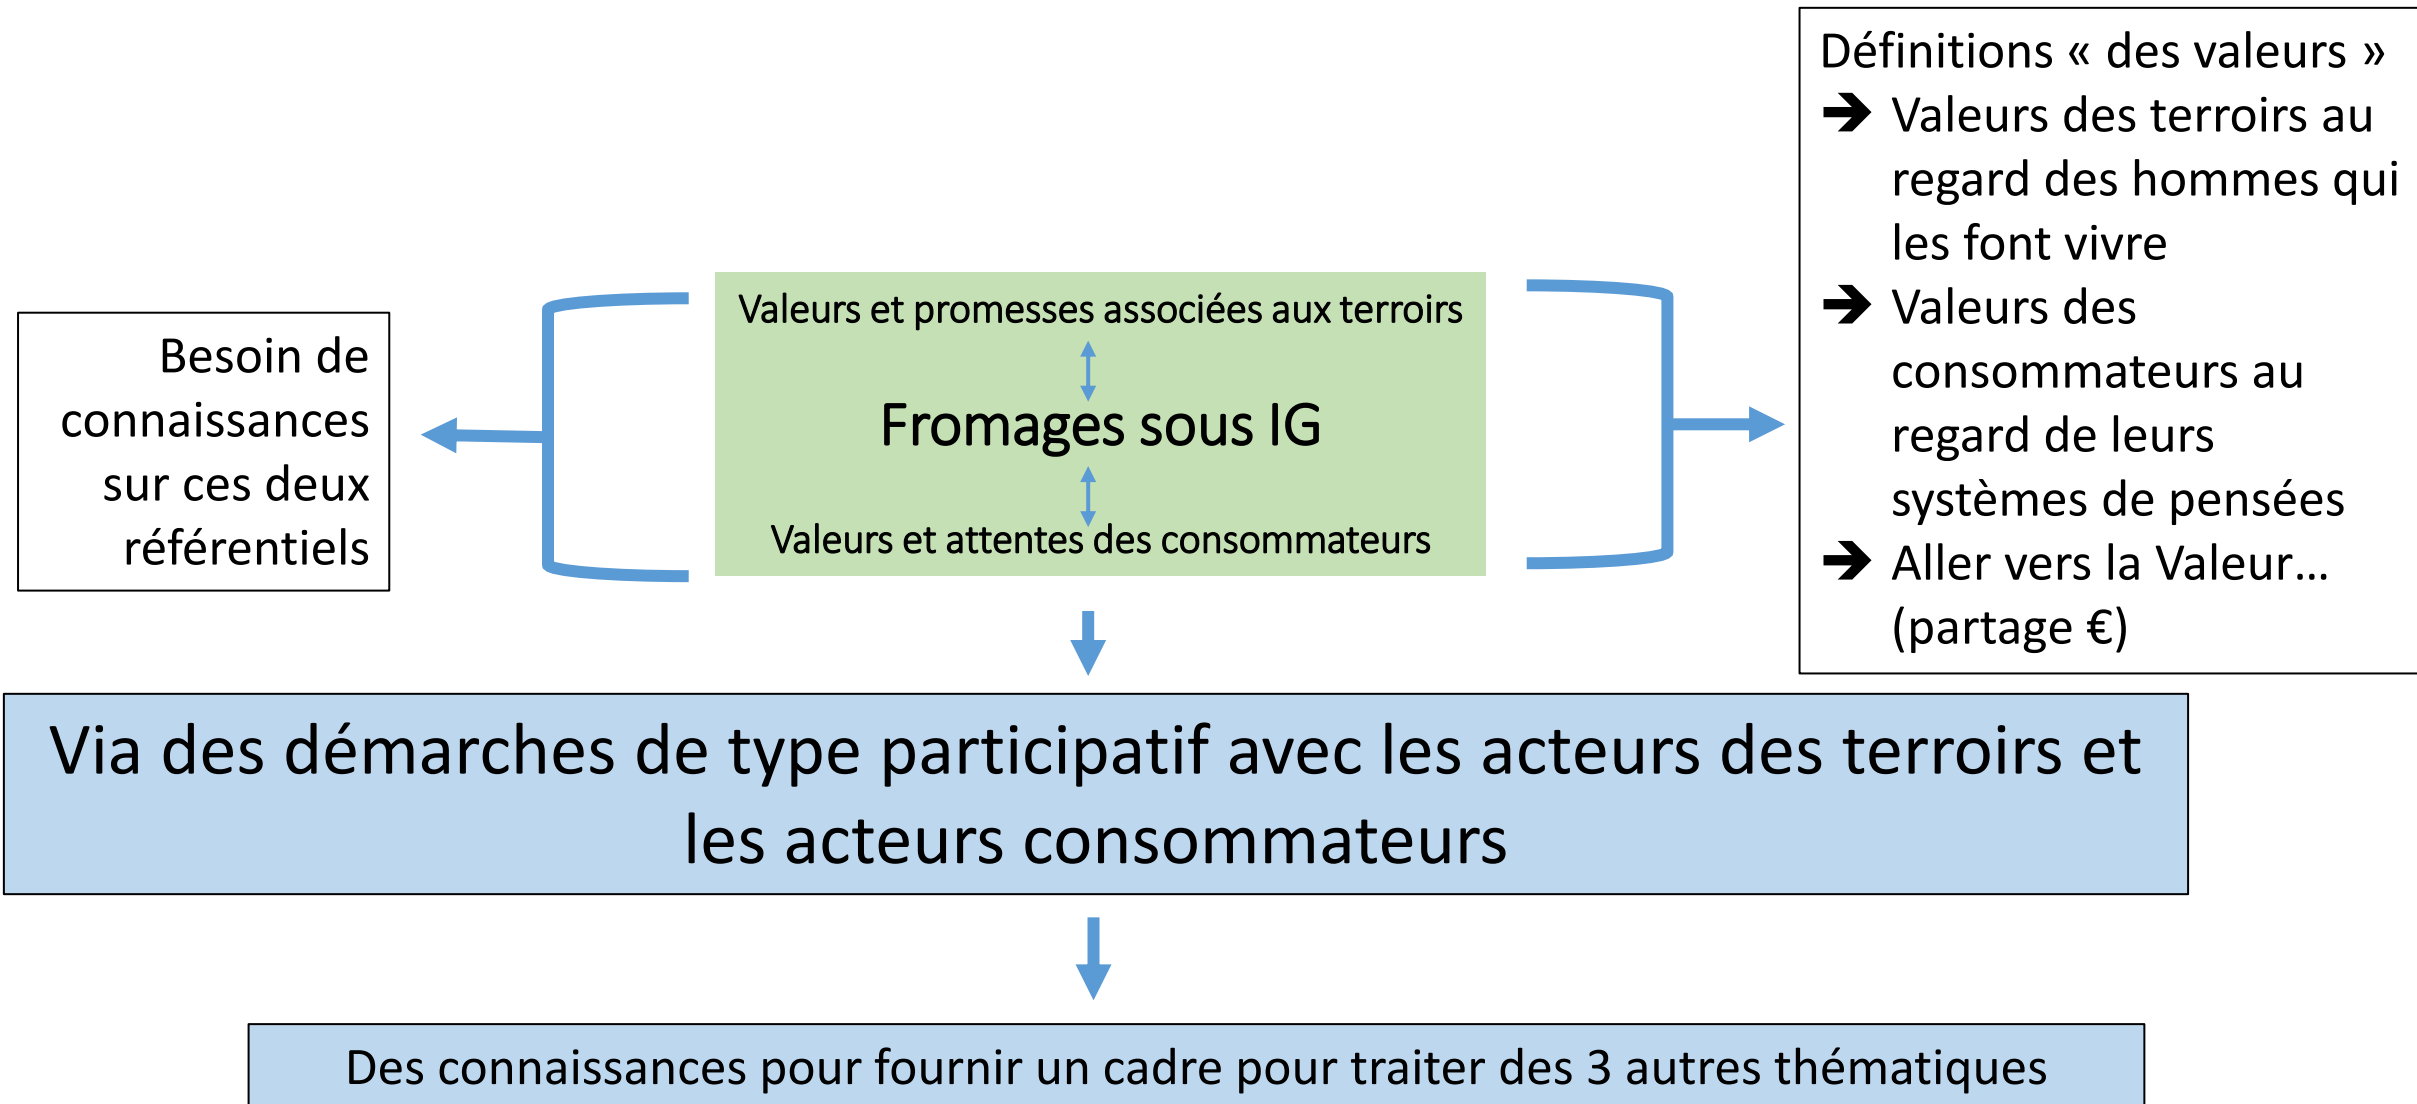 Définitions « des valeurs »
➔ Valeurs des terroirs au
regard des hommes qui
les font vivre
➔ Valeurs des
consommateurs au
regard de leurs
systèmes de pensées
➔ Aller vers la Valeur...
(partage €)
Valeurs et promesses associées aux terroirs
Fromages sous IG
Valeurs et attentes des consommateurs
Besoin de
connaissances
sur ces deux
référentiels
Via des démarches de type participatif avec les acteurs des terroirs et
les acteurs consommateurs
Des connaissances pour fournir un cadre pour traiter des 3 autres thématiques